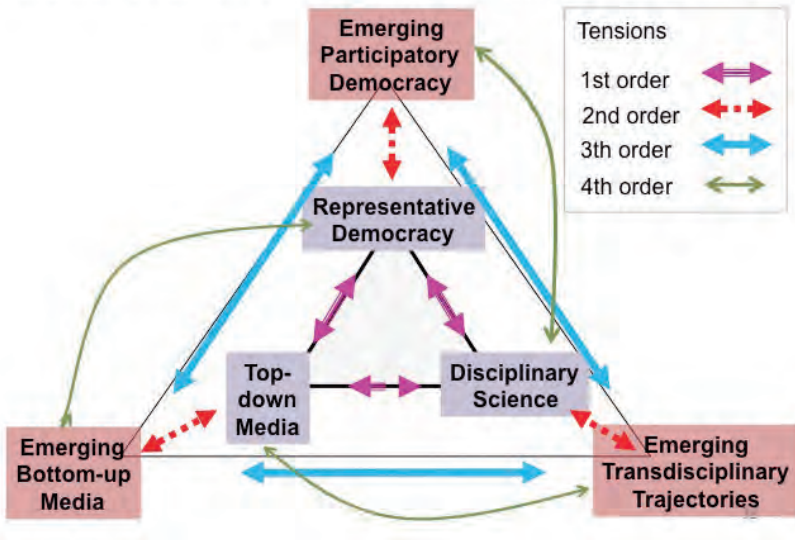 Emerging
Participatory
Democracy
Tensions
1st order
2nd order
3th order
4th order
Representative
Democracy
Top-
down
Media
Disciplinary
Science
Emerging
Bottom-up
Media
Emerging
Transdisciplinary
Trajectories